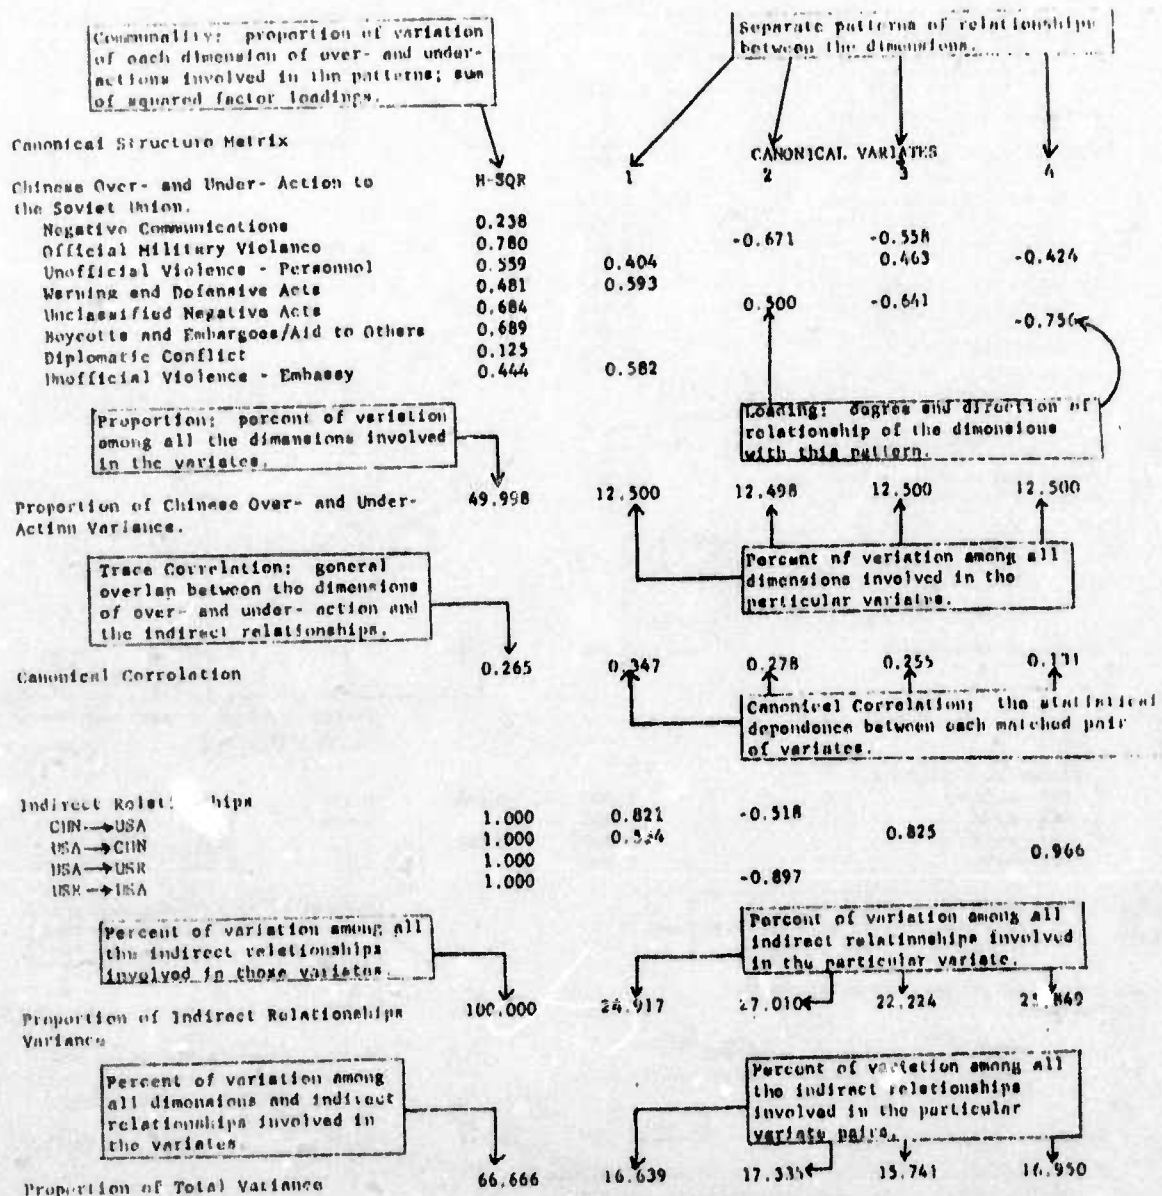 Communality: proportion of variation
of each dimension of over- and under-
actions involved in the patterns; sum
of squared factor loadings.
Separate patterns of relationships
between the dimensions.
Canonical Structure Matrix
CANONICAL VARIATES
Chinese Over- and Under- Action to H-SQR 1 2 3 4
the Soviet Union.
Negative Communications 0.238
Official Military Violence 0.780 -0.671 -0.558
Unofficial Violence - Personnel 0.559 0.404 0.463 -0.424
Warning and Defensive Acts 0.481 0.593
Unclassified Negative Acts 0.684 0.500 -0.641
Boycotts and Embargoes/Aid to Others 0.689
Diplomatic Conflict 0.125
Unofficial Violence - Embassy 0.444 0.582
Proportion: percent of variation
among all the dimensions involved
in the variates.
Loading: degree and direction of
relationship of the dimensions
with this pattern.
Proportion of Chinese Over- and Under- 49.998 12.500 12.498 12.500 12.500
Action Variance.
Trace Correlation: general
overlap between the dimensions
of over- and under- action and
the indirect relationships.
Percent of variation among all
dimensions involved in the
particular variate.
Canonical Correlation 0.265 0.347 0.278 0.255
Canonical Correlation: the statistical
dependence between each matched pair
of variates.
Indirect Relationships
CHN→USA 1.000 0.821 -0.518
USA→CHN 1.000 0.825
USA→USR 1.000 0.966
USR→USA 1.000 -0.897
Percent of variation among all
the indirect relationships
involved in these variates.
Percent of variation among all
indirect relationships involved
in the particular variate.
Proportion of Indirect Relationships 100.000 24.917 27.010 22.224
Variance
Percent of variation among
all dimensions and indirect
relationships involved in
the variates.
Percent of variation among all
the indirect relationships
involved in the particular
variate pairs.
Proportion of Total Variance 66.666 16.639 15.741 16.950